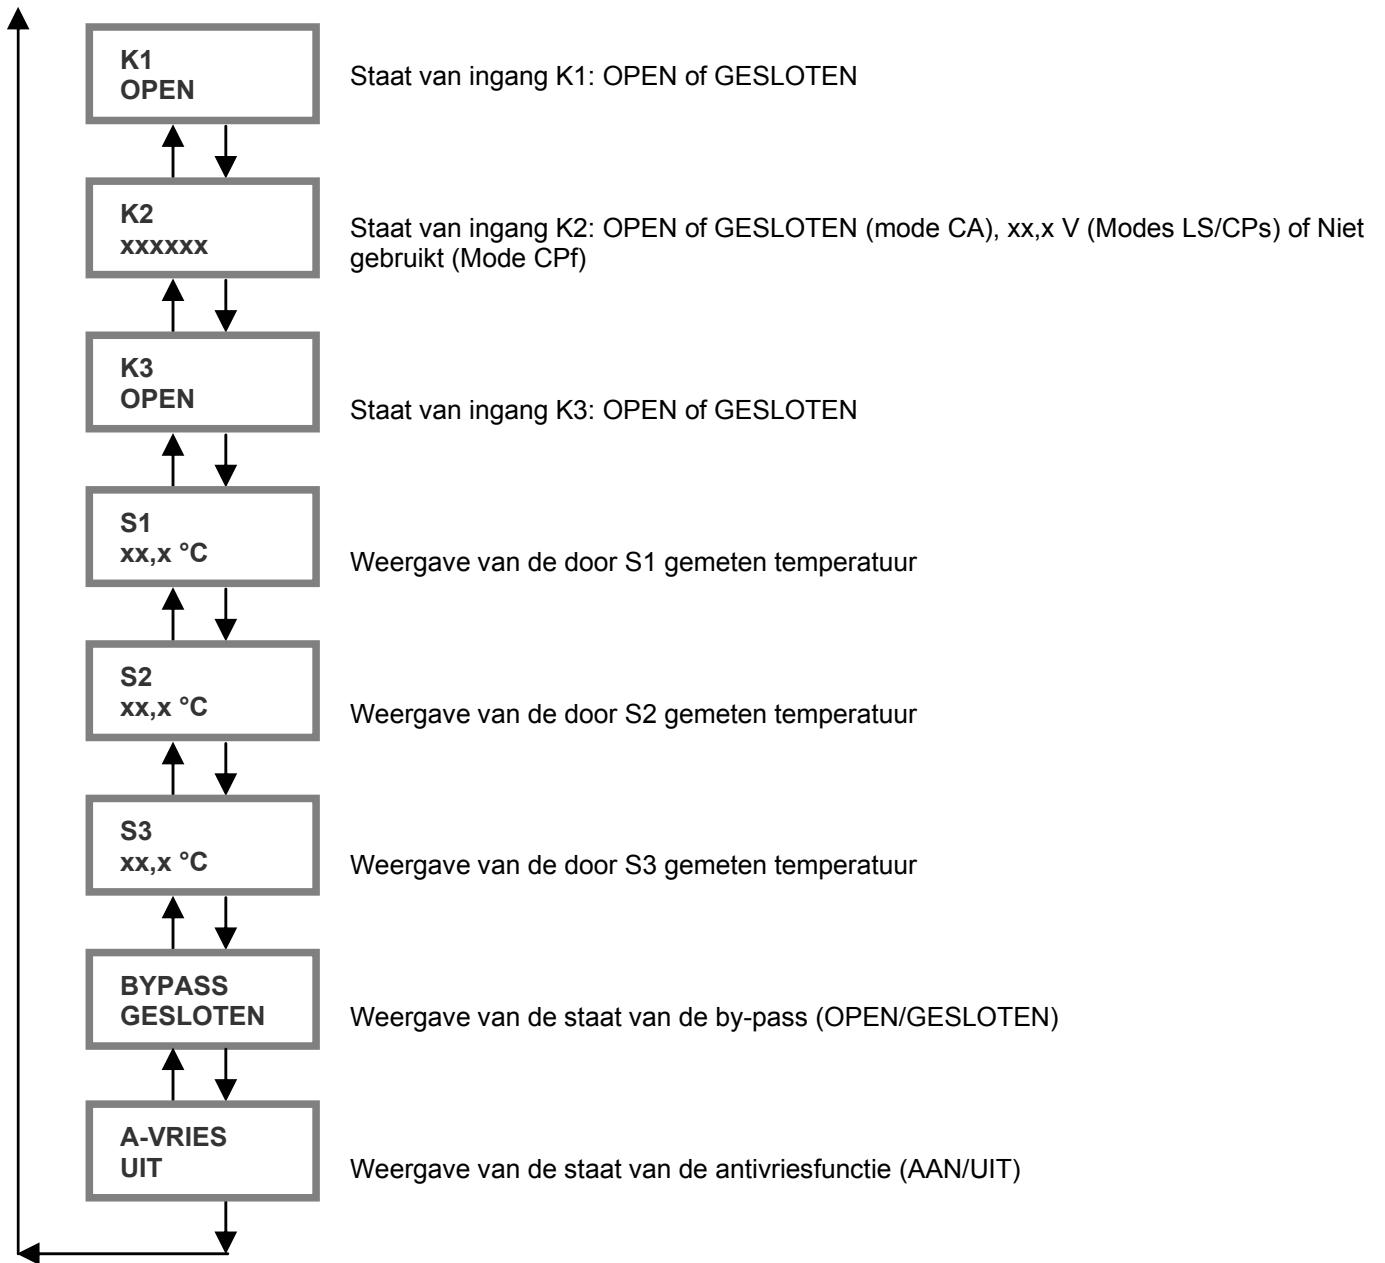 K1
OPEN
Staat van ingang K1: OPEN of GESLOTEN
K2
xxxxxx
Staat van ingang K2: OPEN of GESLOTEN (mode CA), xx,x V (Modes LS/CPs) of Niet
gebruikt (Mode CPf)
K3
OPEN
Staat van ingang K3: OPEN of GESLOTEN
S1
xx,x °C
Weergave van de door S1 gemeten temperatuur
S2
xx,x °C
Weergave van de door S2 gemeten temperatuur
S3
xx,x °C
Weergave van de door S3 gemeten temperatuur
BYPASS
GESLOTEN
Weergave van de staat van de by-pass (OPEN/GESLOTEN)
A-VRIES
UIT
Weergave van de staat van de antivriesfunctie (AAN/UIT)